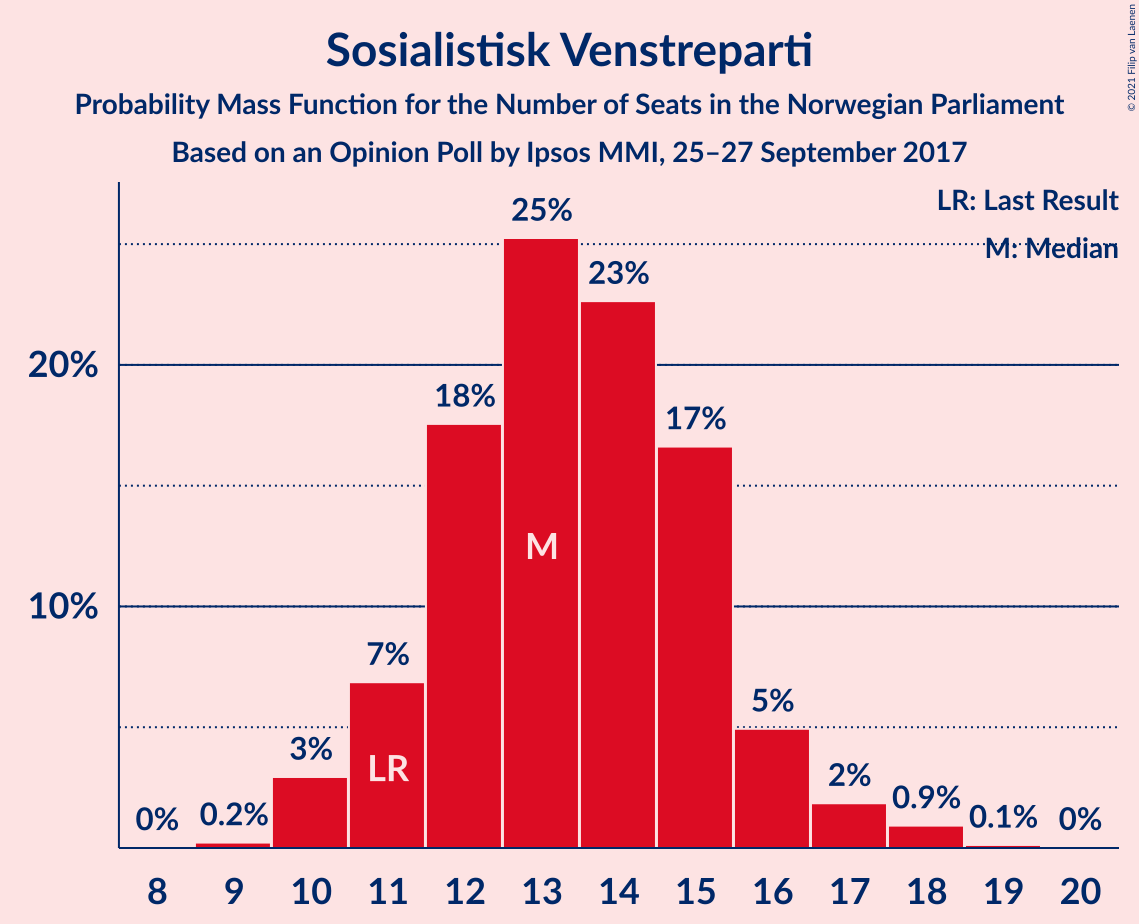 Sosialistisk Venstreparti
Probability Mass Function for the Number of Seats in the Norwegian Parliament
Based on an Opinion Poll by Ipsos MMI, 25–27 September 2017
© 2021 Filip van Laenen
LR: Last Result
M: Median
20%
10%
0%
0.2%
3%
7%
18%
25%
23%
17%
5%
2%
0.9%
0.1%
0%
LR
M
8 9 10 11 12 13 14 15 16 17 18 19 20